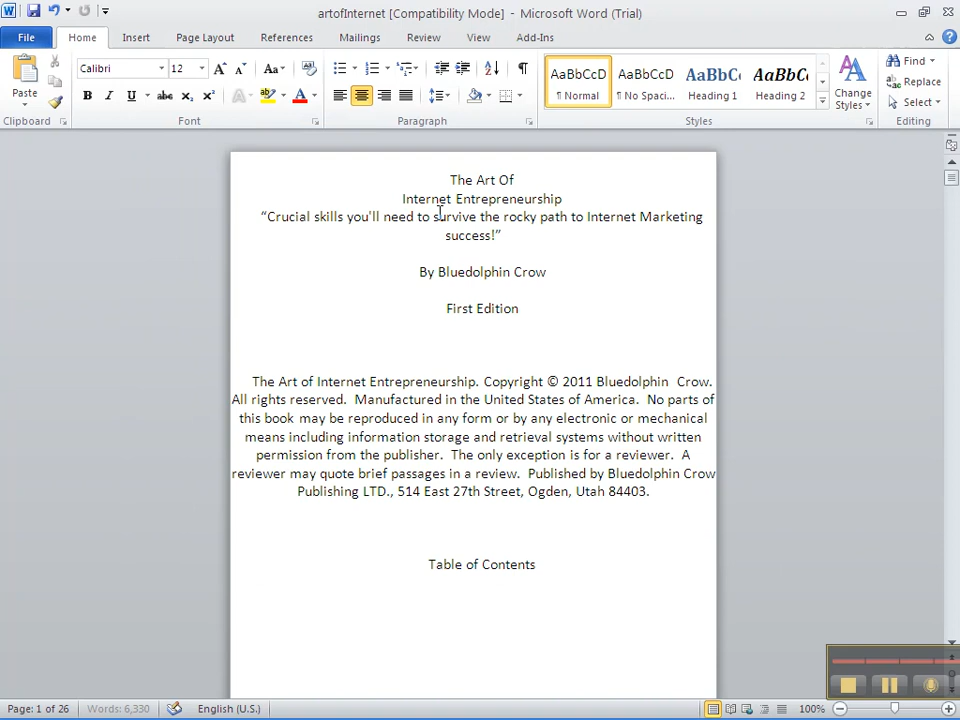 artofInternet [Compatibility Mode] - Microsoft Word (Trial)
File Home Insert Page Layout References Mailings Review View Add-Ins
Calibri 12 Aa
AaBbCcD AaBbCcD AaBbC AaBbCc
Find
Replace
Select
Paste
B I U abc x₂ x² A A
¶ Normal ¶ No Spaci... Heading 1 Heading 2
Change Styles
Clipboard Font Paragraph Styles Editing
The Art Of
Internet Entrepreneurship
“Crucial skills you'll need to survive the rocky path to Internet Marketing
success!”
By Bluedolphin Crow
First Edition
The Art of Internet Entrepreneurship. Copyright © 2011 Bluedolphin Crow.
All rights reserved. Manufactured in the United States of America. No parts of
this book may be reproduced in any form or by any electronic or mechanical
means including information storage and retrieval systems without written
permission from the publisher. The only exception is for a reviewer. A
reviewer may quote brief passages in a review. Published by Bluedolphin Crow
Publishing LTD., 514 East 27th Street, Ogden, Utah 84403.
Table of Contents
Page: 1 of 26 Words: 6,330 English (U.S.) 100%